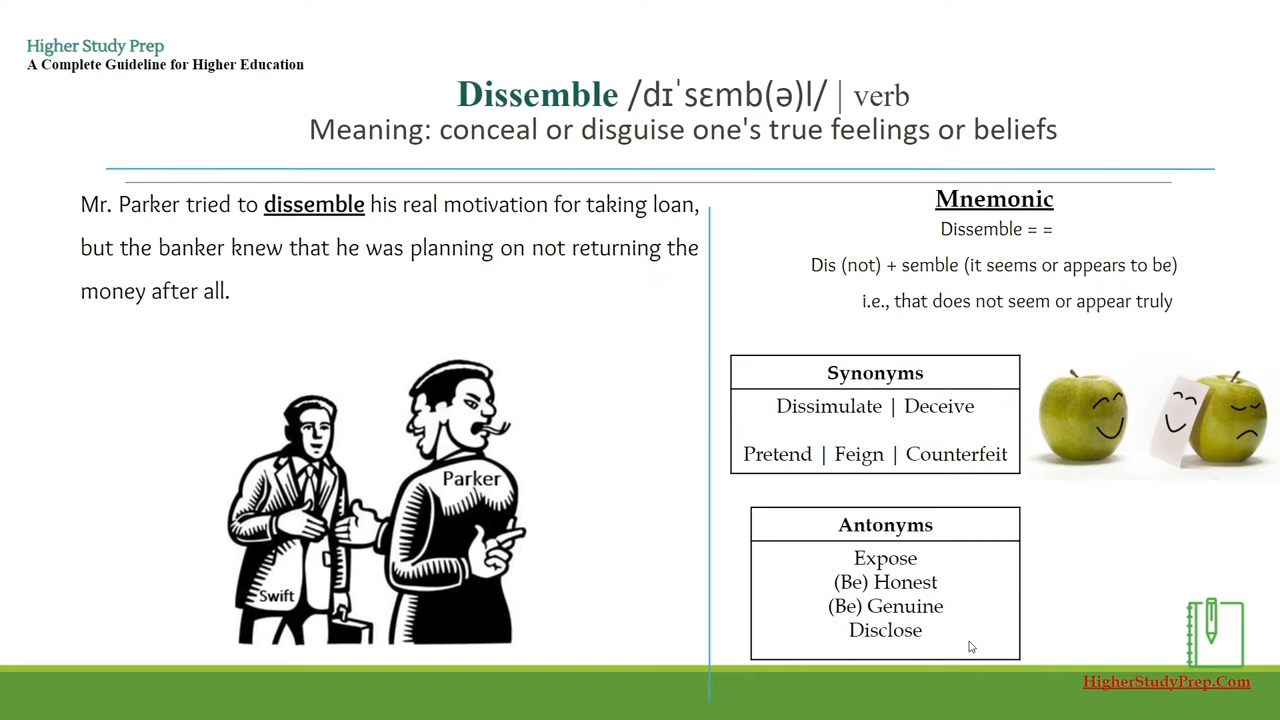 Higher Study Prep
A Complete Guideline for Higher Education
Dissemble /dɪˈsɛmb(ə)l/ | verb
Meaning: conceal or disguise one's true feelings or beliefs
Mr. Parker tried to dissemble his real motivation for taking loan,
but the banker knew that he was planning on not returning the
money after all.
Parker
Swift
Mnemonic
Dissemble = =
Dis (not) + semble (it seems or appears to be)
i.e., that does not seem or appear truly
Synonyms
Dissimulate | Deceive
Pretend | Feign | Counterfeit
Antonyms
Expose
(Be) Honest
(Be) Genuine
Disclose
HigherStudyPrep.Com